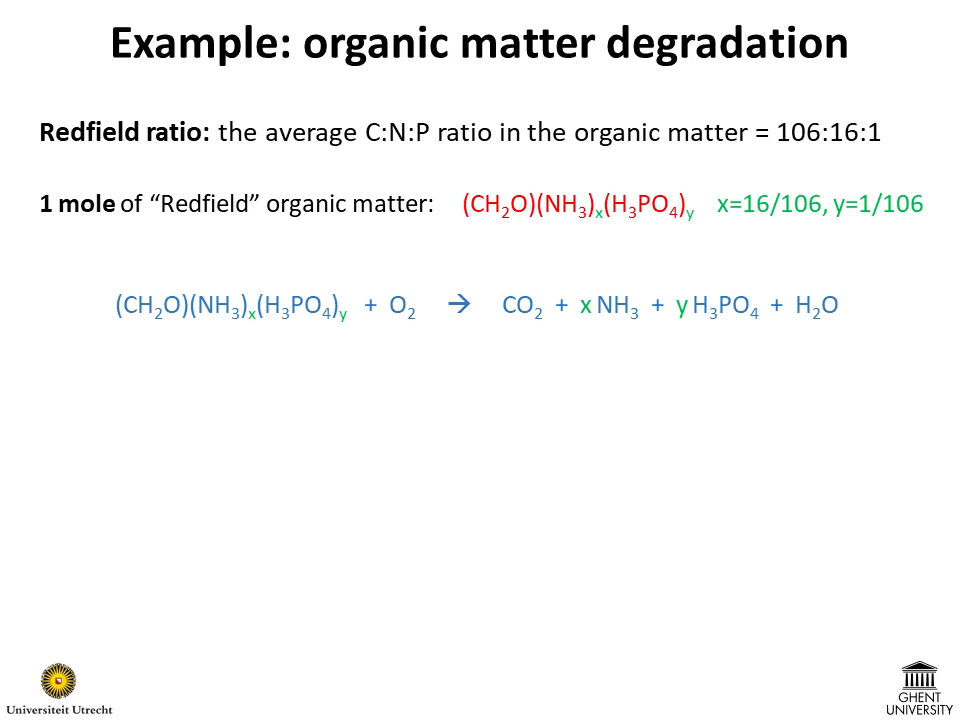 Example: organic matter degradation
Redfield ratio: the average C:N:P ratio in the organic matter = 106:16:1
1 mole of “Redfield” organic matter: (CH₂O)(NH₃)ₓ(H₃PO₄)ᵧ x=16/106, y=1/106
(CH₂O)(NH₃)ₓ(H₃PO₄)ᵧ + O₂ → CO₂ + x NH₃ + y H₃PO₄ + H₂O
Universiteit Utrecht
GHENT
UNIVERSITY